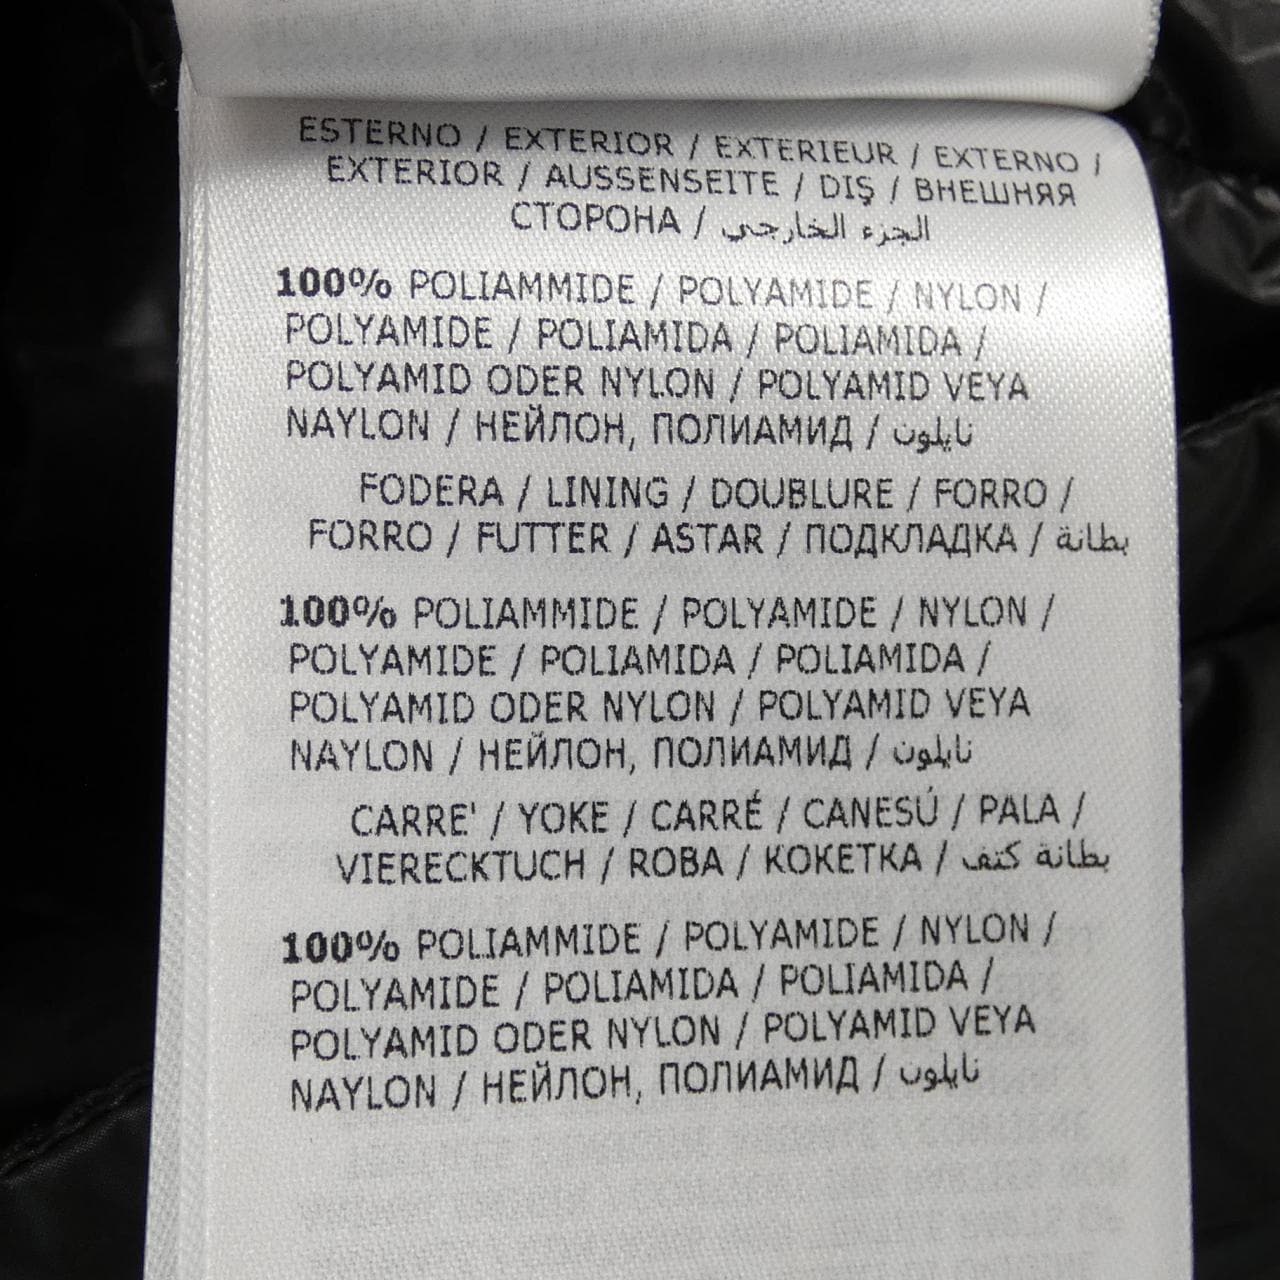 ESTERNO / EXTERIOR / EXTERIEUR / EXTERNO /
EXTERIOR / AUSSENSEITE / DIŞ / ВНЕШНЯЯ
СТОРОНА / الجزء الخارجي
100% POLIAMMIDE / POLYAMIDE / NYLON /
POLYAMIDE / POLIAMIDA / POLIAMIDA /
POLYAMID ODER NYLON / POLYAMID VEYA
NAYLON / НЕЙЛОН, ПОЛИАМИД / نايلون
FODERA / LINING / DOUBLURE / FORRO /
FORRO / FUTTER / ASTAR / ПОДКЛАДКА / بطانة
100% POLIAMMIDE / POLYAMIDE / NYLON /
POLYAMIDE / POLIAMIDA / POLIAMIDA /
POLYAMID ODER NYLON / POLYAMID VEYA
NAYLON / НЕЙЛОН, ПОЛИАМИД / نايلون
CARRE' / YOKE / CARRÉ / CANESÚ / PALA /
VIERECKTUCH / ROBA / КОКЕТКА / بطانة كتف
100% POLIAMMIDE / POLYAMIDE / NYLON /
POLYAMIDE / POLIAMIDA / POLIAMIDA /
POLYAMID ODER NYLON / POLYAMID VEYA
NAYLON / НЕЙЛОН, ПОЛИАМИД / نايلون